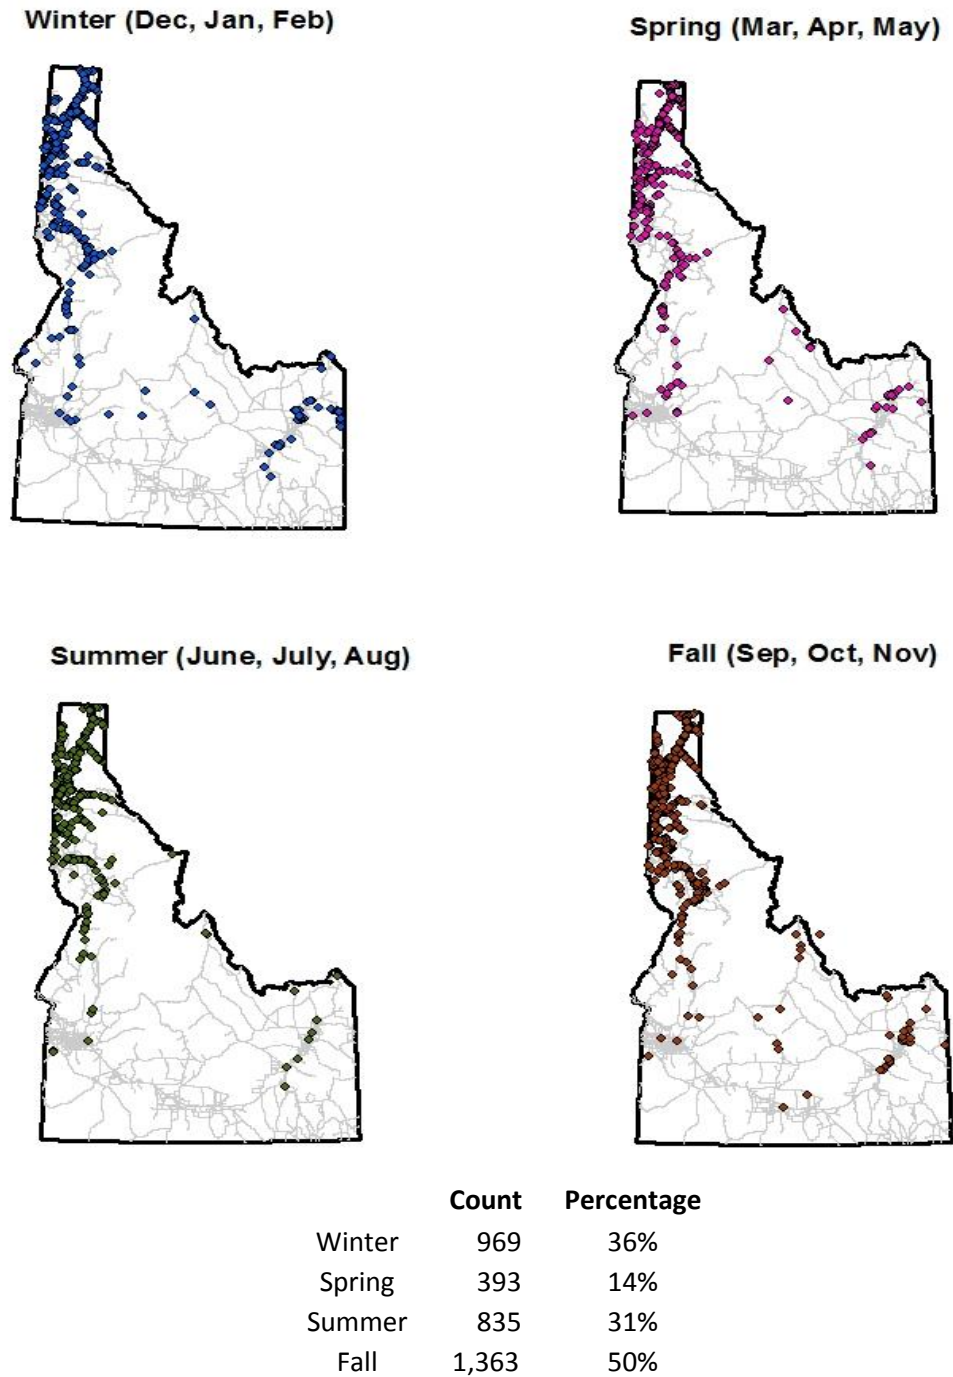 Winter (Dec, Jan, Feb)
Spring (Mar, Apr, May)
Summer (June, July, Aug)
Fall (Sep, Oct, Nov)
Count Percentage
Winter 969 36%
Spring 393 14%
Summer 835 31%
Fall 1,363 50%